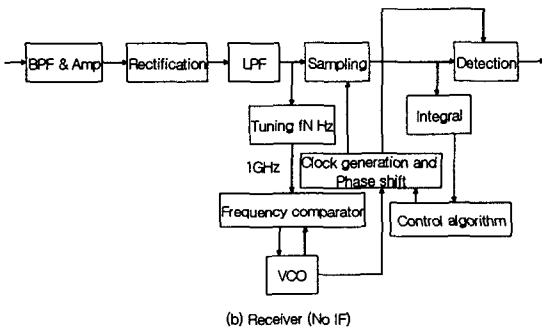 BPF & Amp
Rectification
LPF
Sampling
Detection
Tuning fN Hz
Integral
1GHz
Clock generation and
Phase shift
Frequency comparator
Control algorithm
VCO
(b) Receiver (No IF)